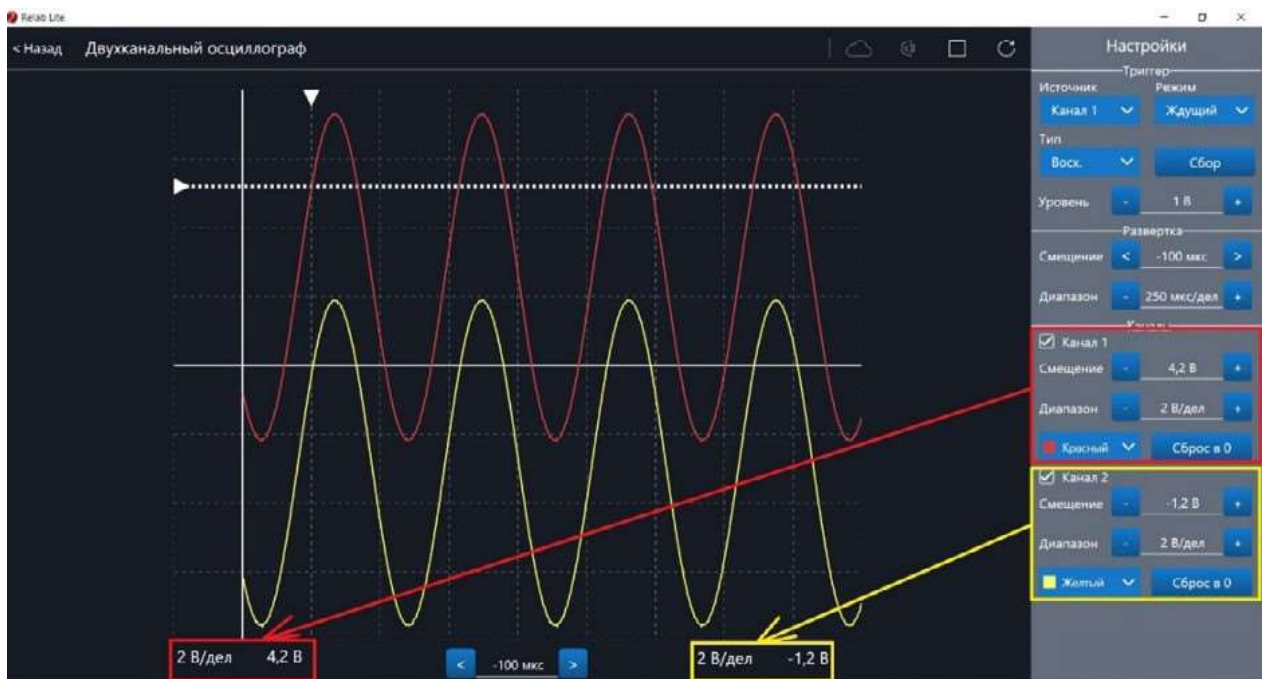 Relab Lite
< Назад Двухканальный осциллограф
Настройки
Триггер
Источник Режим
Канал 1 Ждущий
Тип
Восх. Сбор
Уровень - 1 В +
Развертка
Смещение < -100 мкс >
Диапазон - 250 мкс/дел +
Каналы
Канал 1
Смещение - 4,2 В +
Диапазон - 2 В/дел +
Красный Сброс в 0
Канал 2
Смещение - -1,2 В +
Диапазон - 2 В/дел +
Желтый Сброс в 0
2 В/дел 4,2 В < -100 мкс > 2 В/дел -1,2 В